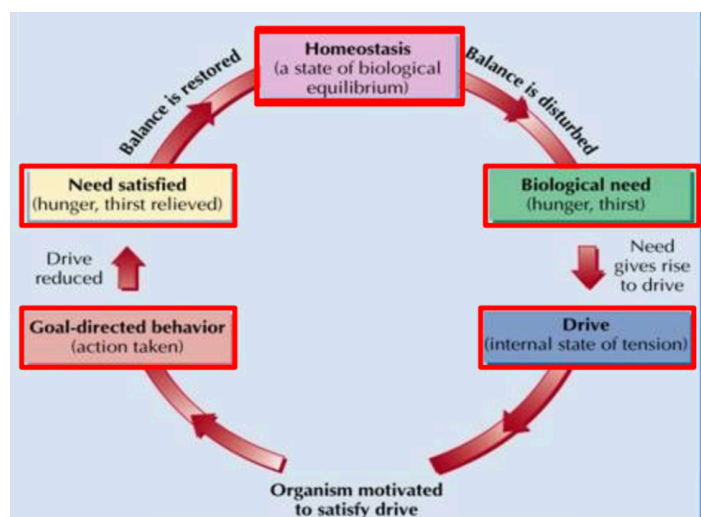 Homeostasis
(a state of biological
equilibrium)
Balance is disturbed
Biological need
(hunger, thirst)
Need
gives rise
to drive
Drive
(internal state of tension)
Organism motivated
to satisfy drive
Goal-directed behavior
(action taken)
Drive
reduced
Need satisfied
(hunger, thirst relieved)
Balance is restored